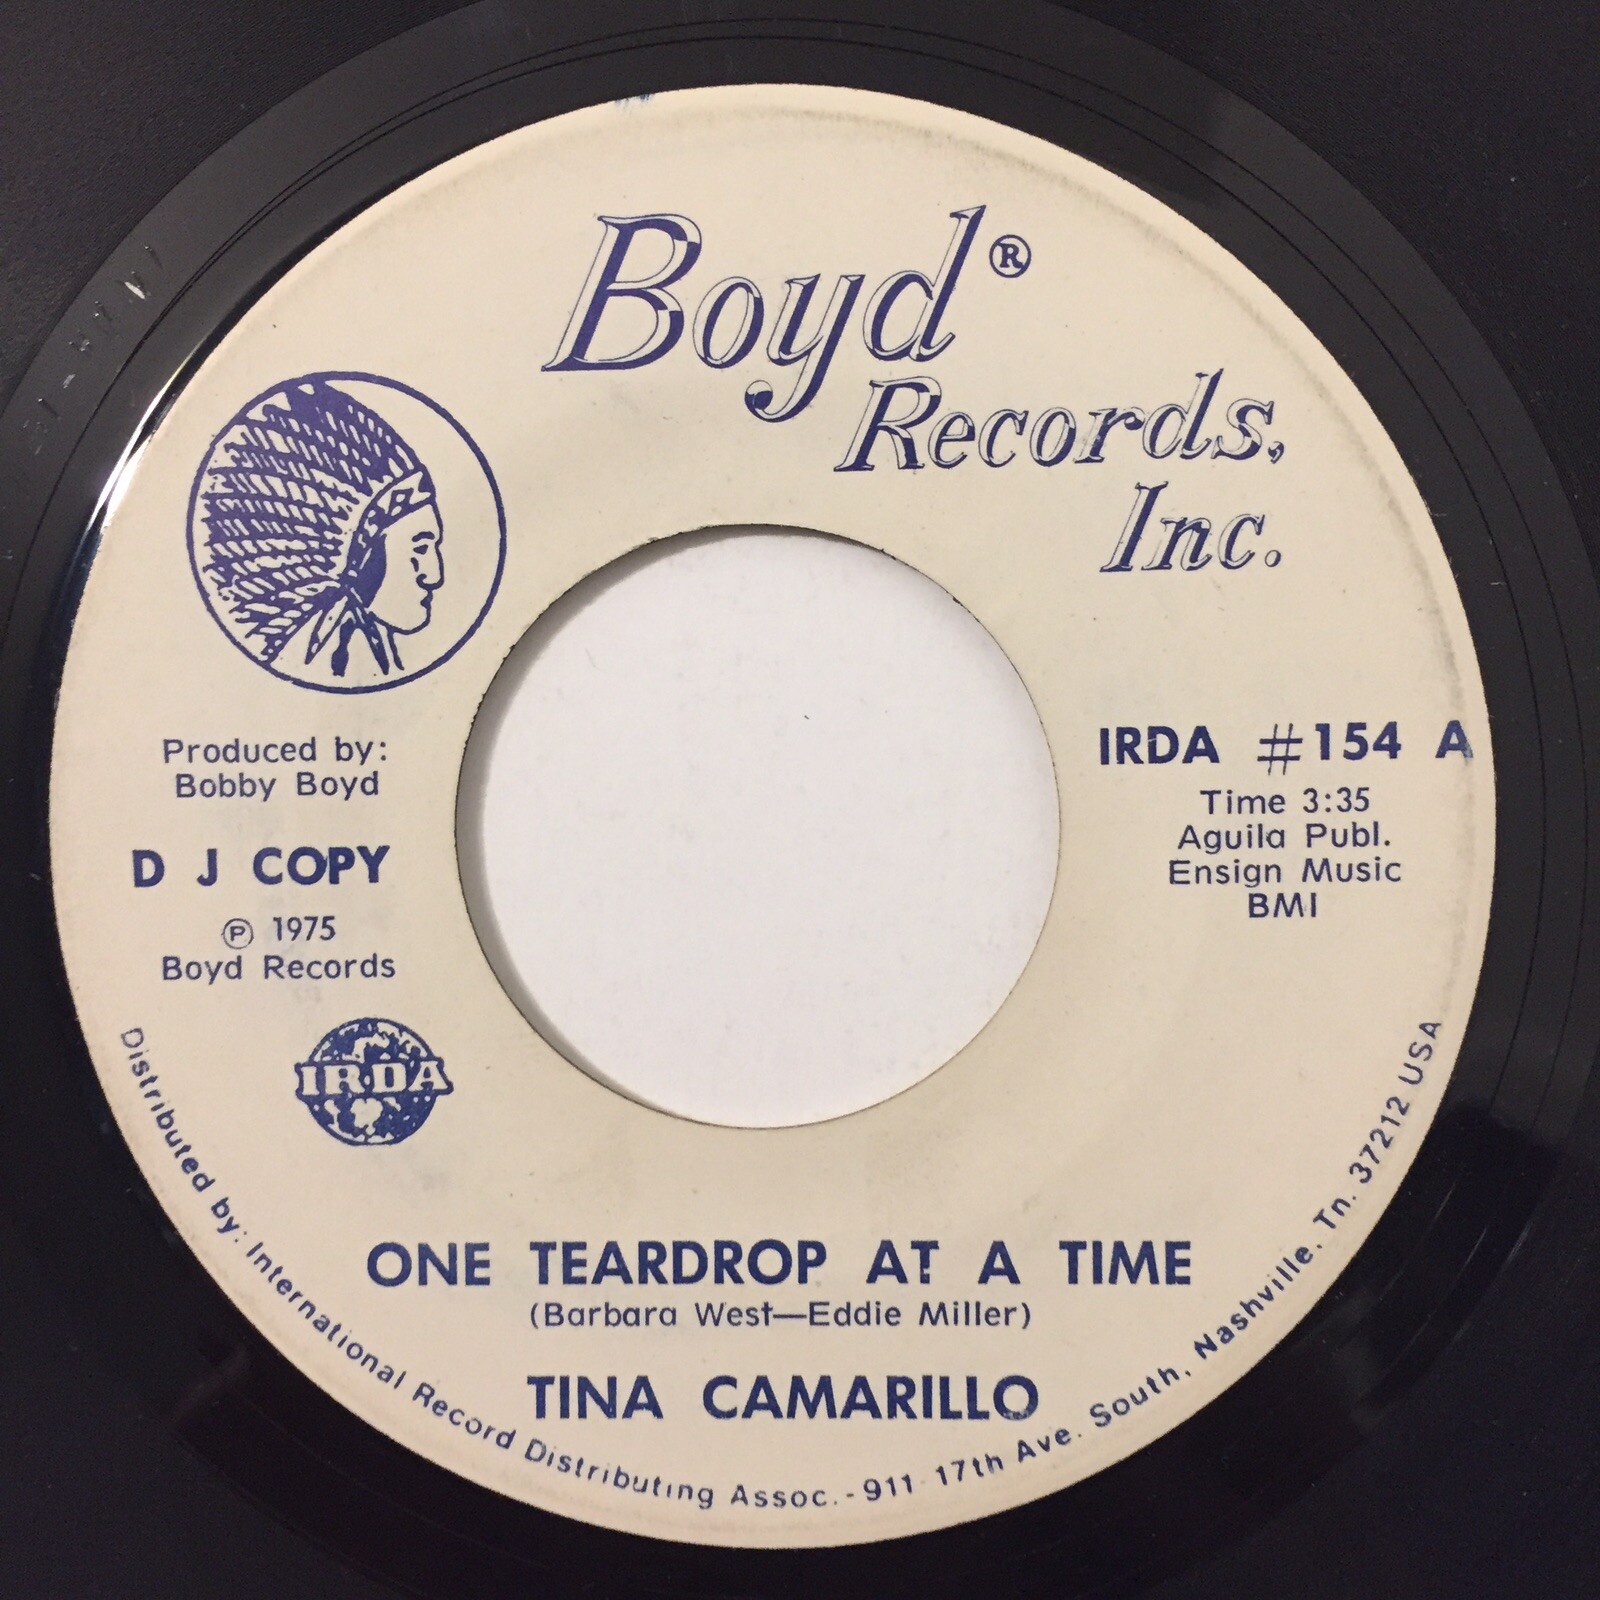 Boyd®
Records,
Inc.
Produced by:
Bobby Boyd
D J COPY
℗ 1975
Boyd Records
IRDA
IRDA #154 A
Time 3:35
Aguila Publ.
Ensign Music
BMI
ONE TEARDROP AT A TIME
(Barbara West—Eddie Miller)
TINA CAMARILLO
Distributed by: International Record Distributing Assoc. - 911 17th Ave. South, Nashville, Tn. 37212 USA